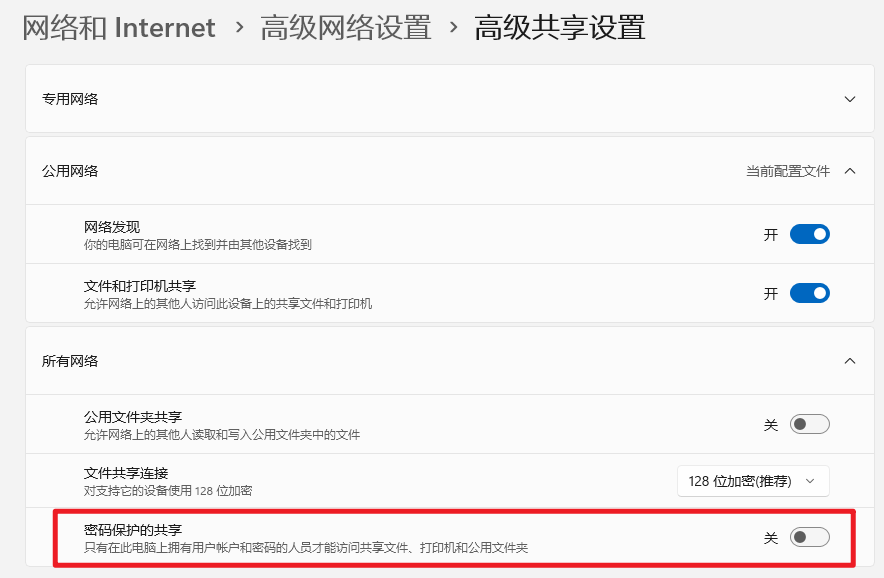 网络和 Internet › 高级网络设置 › 高级共享设置
专用网络
公用网络 当前配置文件
网络发现
你的电脑可在网络上找到并由其他设备找到
开
文件和打印机共享
允许网络上的其他人访问此设备上的共享文件和打印机
开
所有网络
公用文件夹共享
允许网络上的其他人读取和写入公用文件夹中的文件
关
文件共享连接
对支持它的设备使用 128 位加密
128 位加密(推荐)
密码保护的共享
只有在此电脑上拥有用户帐户和密码的人员才能访问共享文件、打印机和公用文件夹
关